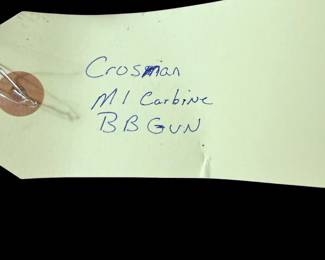 Crosman
M1 Carbine
BB GUN